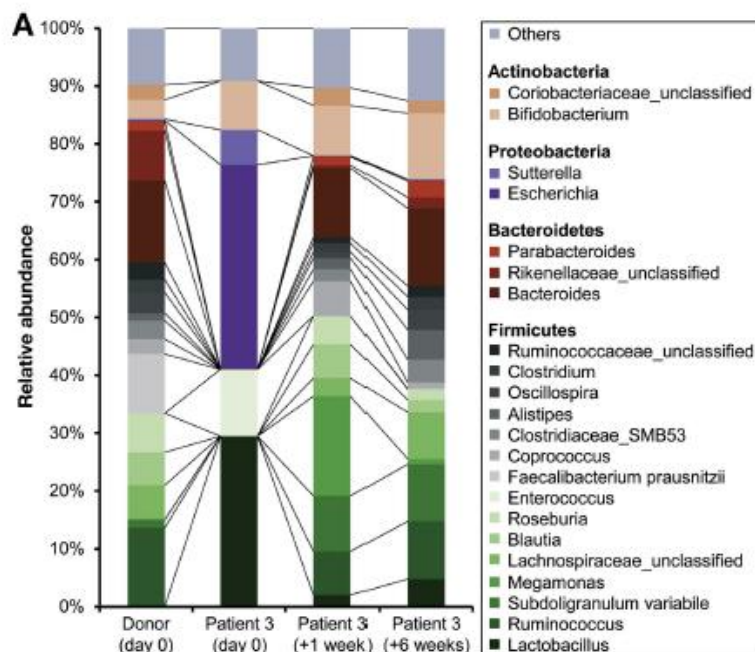 A
100%
90%
80%
70%
60%
50%
40%
30%
20%
10%
0%
Relative abundance
Donor
(day 0)
Patient 3
(day 0)
Patient 3
(+1 week)
Patient 3
(+6 weeks)
Others
Actinobacteria
Coriobacteriaceae_unclassified
Bifidobacterium
Proteobacteria
Sutterella
Escherichia
Bacteroidetes
Parabacteroides
Rikenellaceae_unclassified
Bacteroides
Firmicutes
Ruminococcaceae_unclassified
Clostridium
Oscillospira
Alistipes
Clostridiaceae_SMB53
Coprococcus
Faecalibacterium prausnitzii
Enterococcus
Roseburia
Blautia
Lachnospiraceae_unclassified
Megamonas
Subdoligranulum variabile
Ruminococcus
Lactobacillus